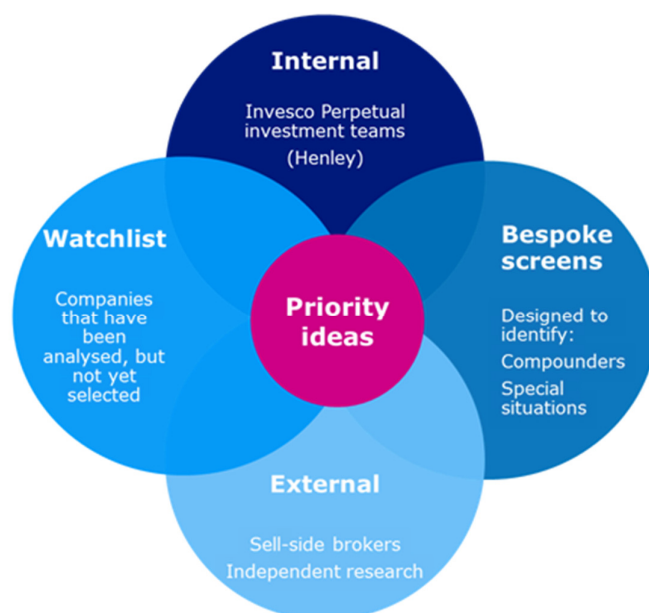 Internal
Invesco Perpetual
investment teams
(Henley)
Watchlist
Companies
that have
been
analysed, but
not yet
selected
Priority
ideas
Bespoke
screens
Designed to
identify:
Compounders
Special
situations
External
Sell-side brokers
Independent research